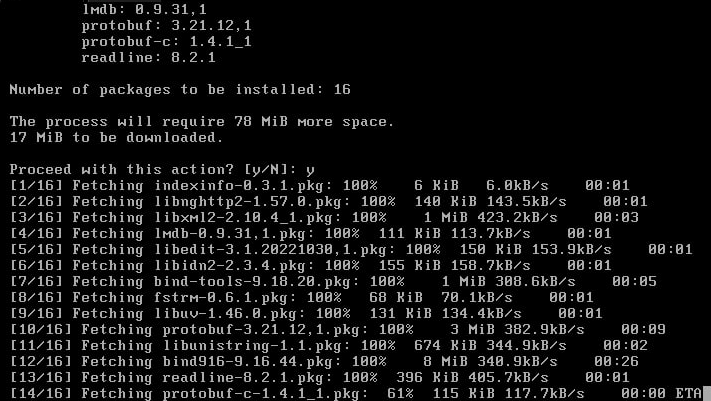 lmdb: 0.9.31,1
protobuf: 3.21.12,1
protobuf-c: 1.4.1_1
readline: 8.2.1
Number of packages to be installed: 16
The process will require 78 MiB more space.
17 MiB to be downloaded.
Proceed with this action? [y/N]: y
[1/16] Fetching indexinfo-0.3.1.pkg: 100%    6 KiB   6.0kB/s    00:01
[2/16] Fetching libnghttp2-1.57.0.pkg: 100%  140 KiB 143.5kB/s    00:01
[3/16] Fetching libxml2-2.10.4_1.pkg: 100%    1 MiB 423.2kB/s    00:03
[4/16] Fetching lmdb-0.9.31,1.pkg: 100%  111 KiB 113.7kB/s    00:01
[5/16] Fetching libedit-3.1.20221030,1.pkg: 100%  150 KiB 153.9kB/s    00:01
[6/16] Fetching libidn2-2.3.4.pkg: 100%  155 KiB 158.7kB/s    00:01
[7/16] Fetching bind-tools-9.18.20.pkg: 100%    1 MiB 308.6kB/s    00:05
[8/16] Fetching fstrm-0.6.1.pkg: 100%   68 KiB  70.1kB/s    00:01
[9/16] Fetching libuv-1.46.0.pkg: 100%  131 KiB 134.4kB/s    00:01
[10/16] Fetching protobuf-3.21.12,1.pkg: 100%    3 MiB 382.9kB/s    00:09
[11/16] Fetching libunistring-1.1.pkg: 100%  674 KiB 344.9kB/s    00:02
[12/16] Fetching bind916-9.16.44.pkg: 100%    8 MiB 340.9kB/s    00:26
[13/16] Fetching readline-8.2.1.pkg: 100%  396 KiB 405.7kB/s    00:01
[14/16] Fetching protobuf-c-1.4.1_1.pkg:  61%  115 KiB 117.7kB/s    00:00 ETA